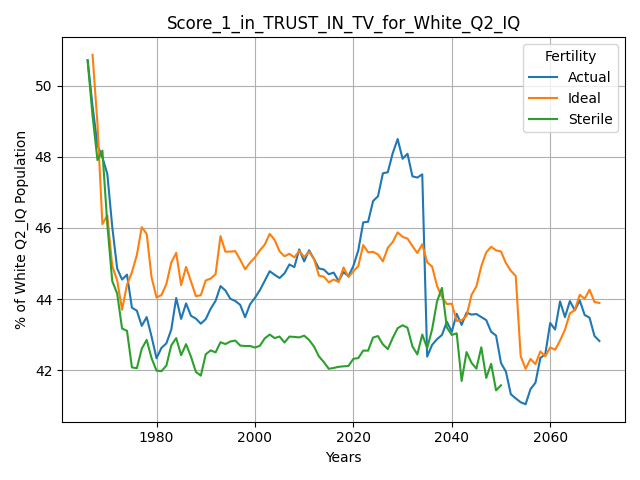 Score_1_in_TRUST_IN_TV_for_White_Q2_IQ
Fertility
Actual
Ideal
Sterile
% of White Q2_IQ Population
50
48
46
44
42
1980
2000
2020
2040
2060
Years